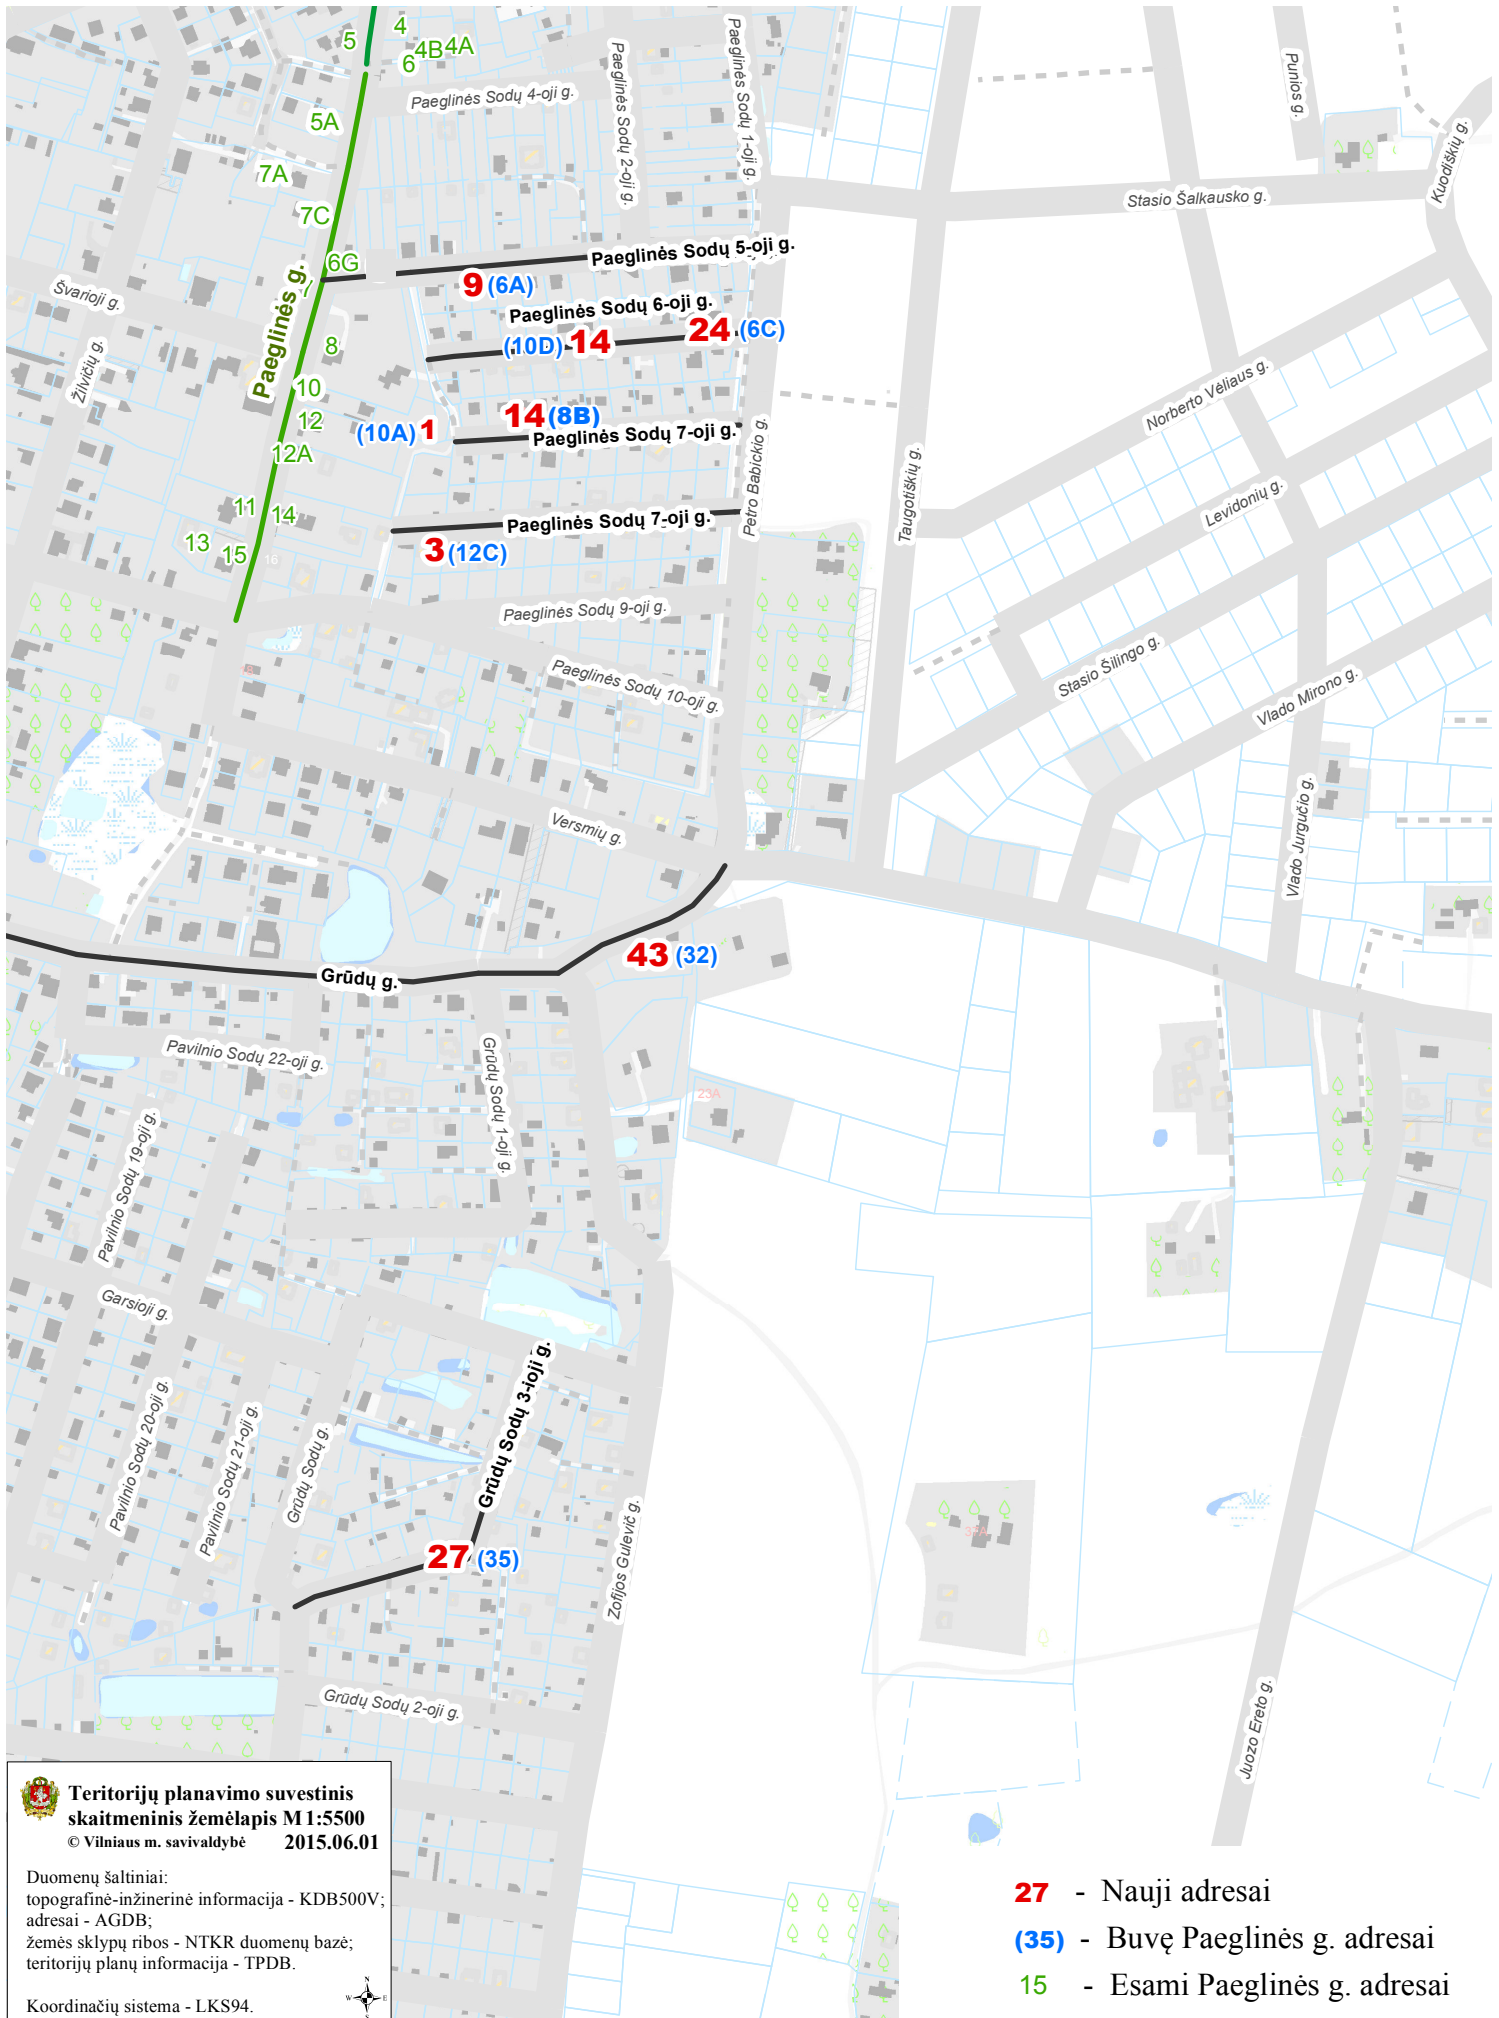 5
4
4B
4A
6
Paeglinės Sodų 4-oji g.
Paeglinės Sodų 2-oji g.
Paeglinės Sodų 1-oji g.
Punios g.
Kuodiškių g.
5A
7A
7C
6G
7
Stasio Šalkausko g.
Paeglinės Sodų 5-oji g.
9 (6A)
Paeglinės Sodų 6-oji g.
(10D) 14
24 (6C)
Švarioji g.
Žilvičių g.
Paeglinės g.
8
10
12
12A
11
14
13
15
16
(10A) 1
14 (8B)
Paeglinės Sodų 7-oji g.
Paeglinės Sodų 7-oji g.
3 (12C)
Petro Babickio g.
Taugotiškių g.
Norberto Vėliaus g.
Levidonių g.
Stasio Šilingo g.
Vlado Mirono g.
Vlado Jurgučio g.
Paeglinės Sodų 9-oji g.
Paeglinės Sodų 10-oji g.
Versmių g.
43 (32)
Grūdų g.
Pavilnio Sodų 22-oji g.
Grūdų Sodų 1-oji g.
23A
Pavilnio Sodų 19-oji g.
Garsioji g.
Pavilnio Sodų 20-oji g.
Pavilnio Sodų 21-oji g.
Grūdų Sodų g.
Grūdų Sodų 3-ioji g.
27 (35)
Zofijos Gulevič g.
Grūdų Sodų 2-oji g.
Juozo Ereto g.
Teritorijų planavimo suvestinis
skaitmeninis žemėlapis M 1:5500
© Vilniaus m. savivaldybė 2015.06.01
Duomenų šaltiniai:
topografinė-inžinerinė informacija - KDB500V;
adresai - AGDB;
žemės sklypų ribos - NTKR duomenų bazė;
teritorijų planų informacija - TPDB.
Koordinačių sistema - LKS94.
N
W
E
S
27 - Nauji adresai
(35) - Buvę Paeglinės g. adresai
15 - Esami Paeglinės g. adresai